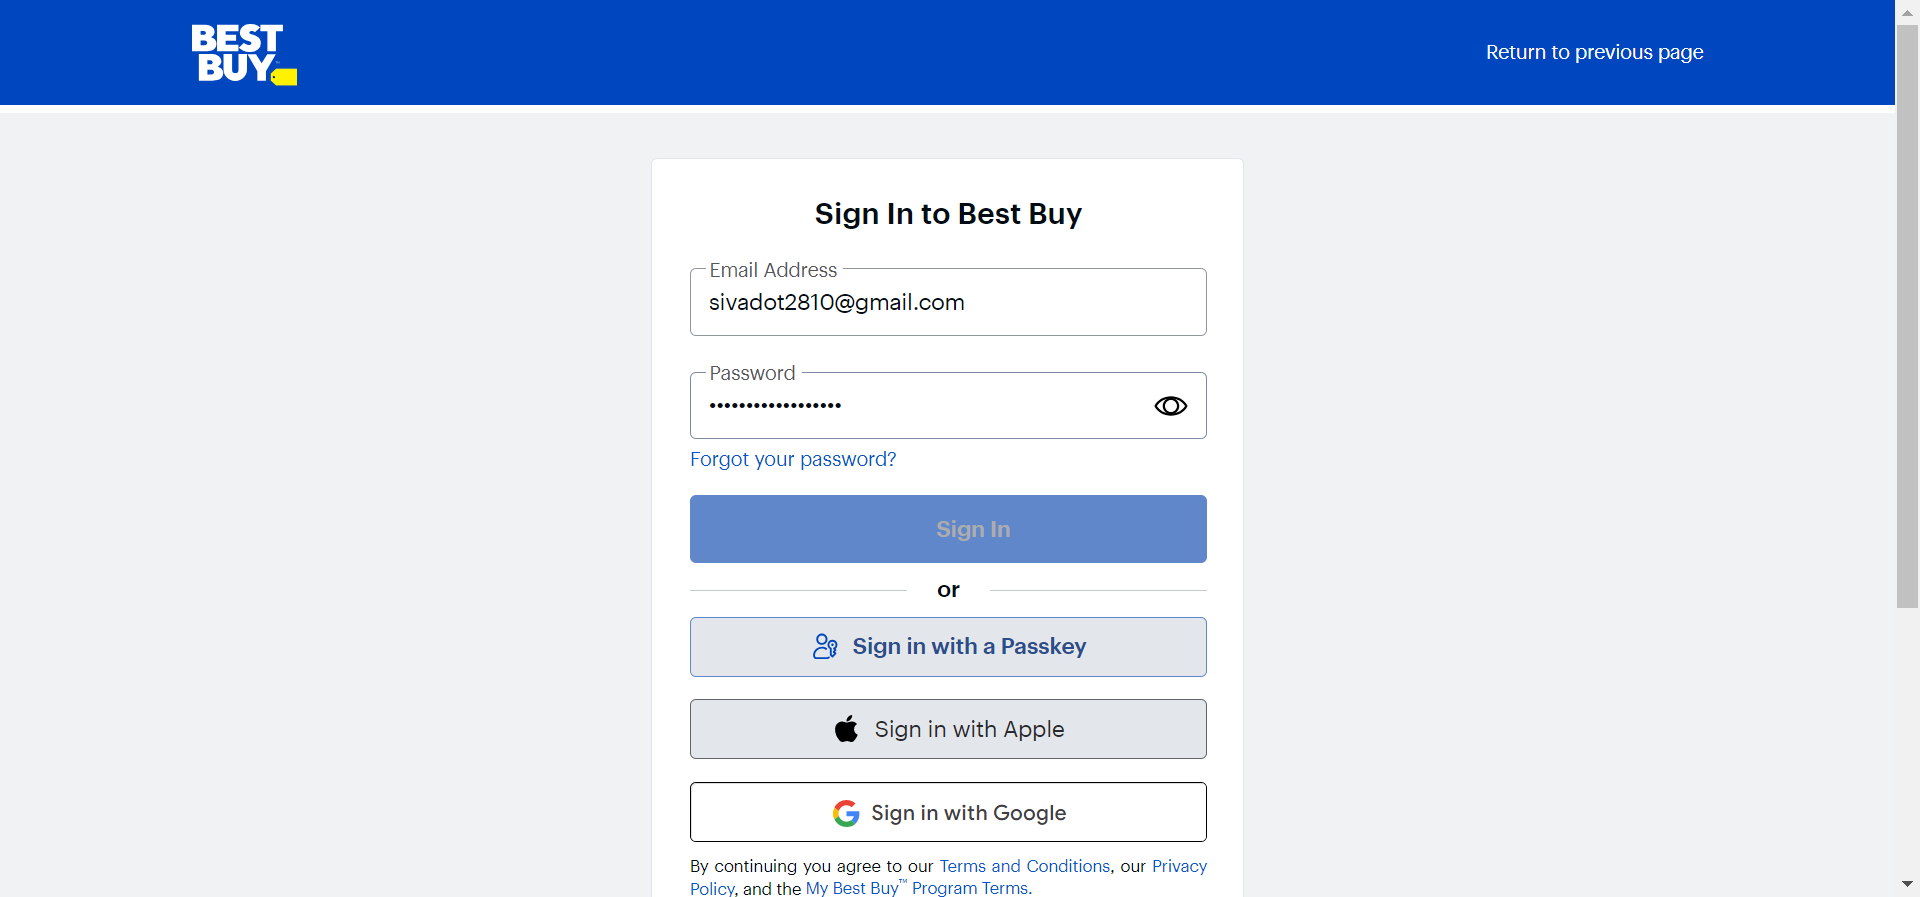 BEST
BUY
Return to previous page
Sign In to Best Buy
Email Address
sivadot2810@gmail.com
Password
••••••••••••••••••
Forgot your password?
Sign In
or
Sign in with a Passkey
Sign in with Apple
Sign in with Google
By continuing you agree to our Terms and Conditions, our Privacy
Policy, and the My Best Buy™ Program Terms.